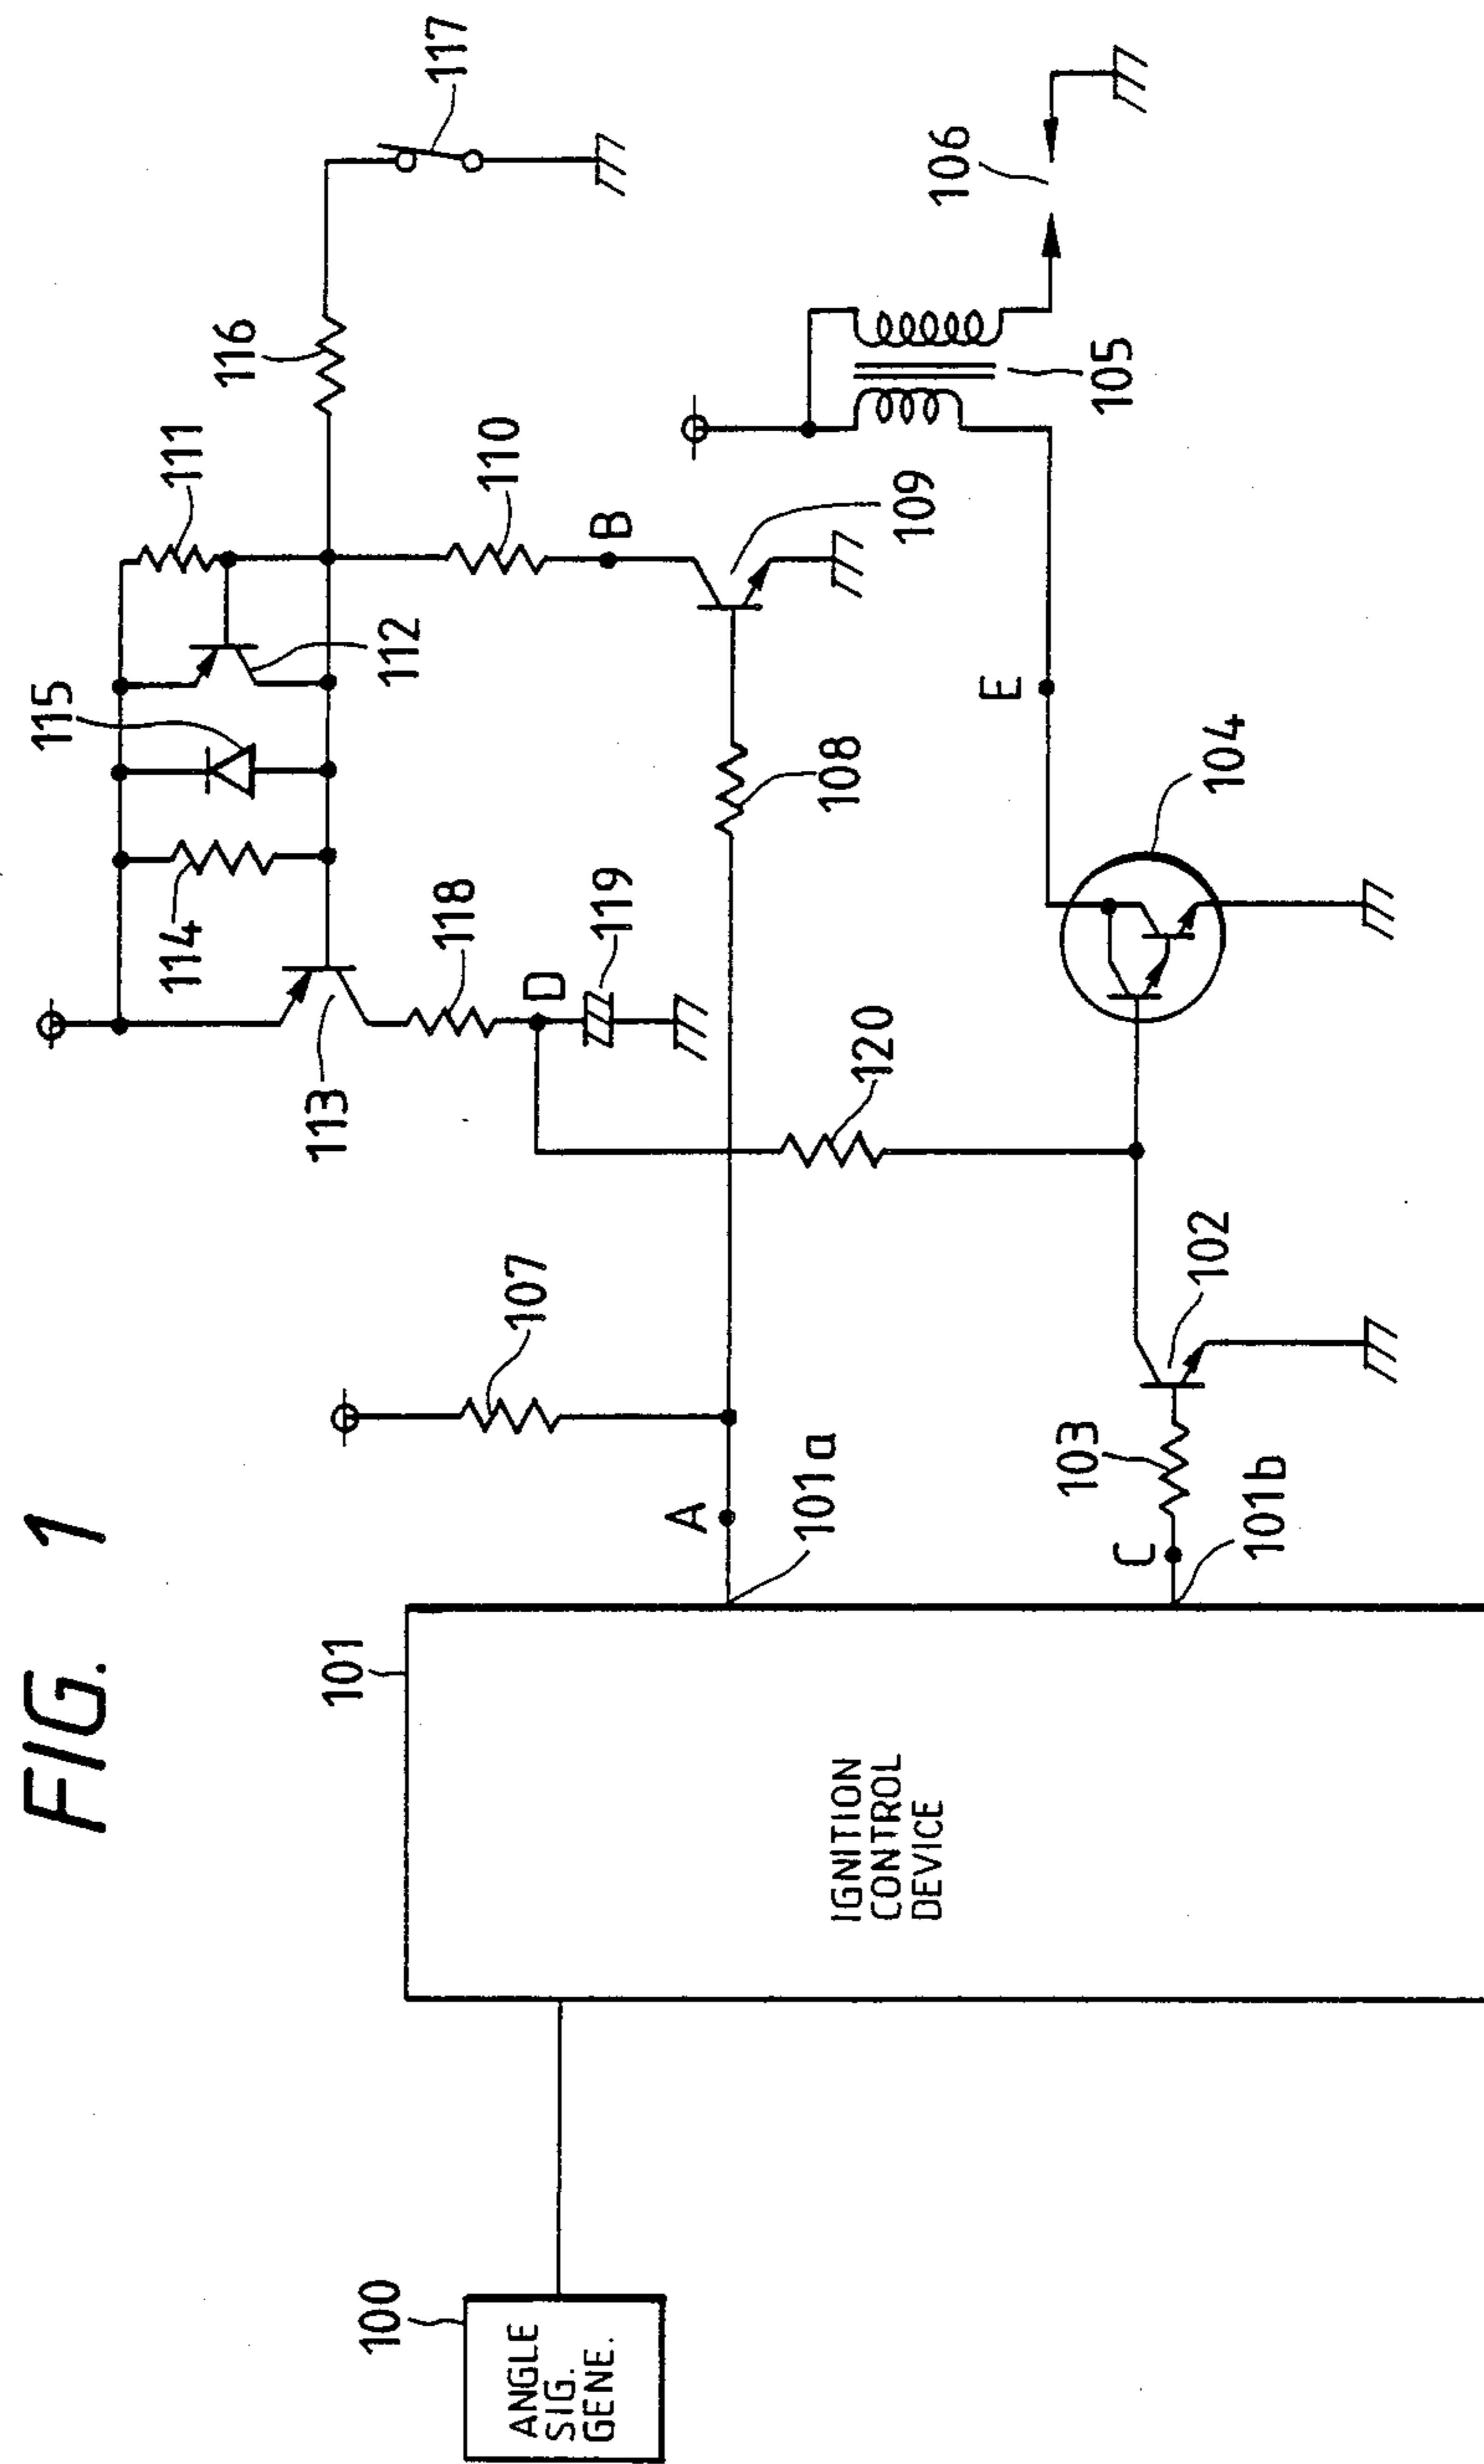 FIG. 1
100
ANGLE
SIG.
GENE.
101
IGNITION
CONTROL
DEVICE
A
101a
C
101b
103
102
107
120
113
118
D
119
114
115
112
111
116
117
110
B
109
108
104
E
105
106